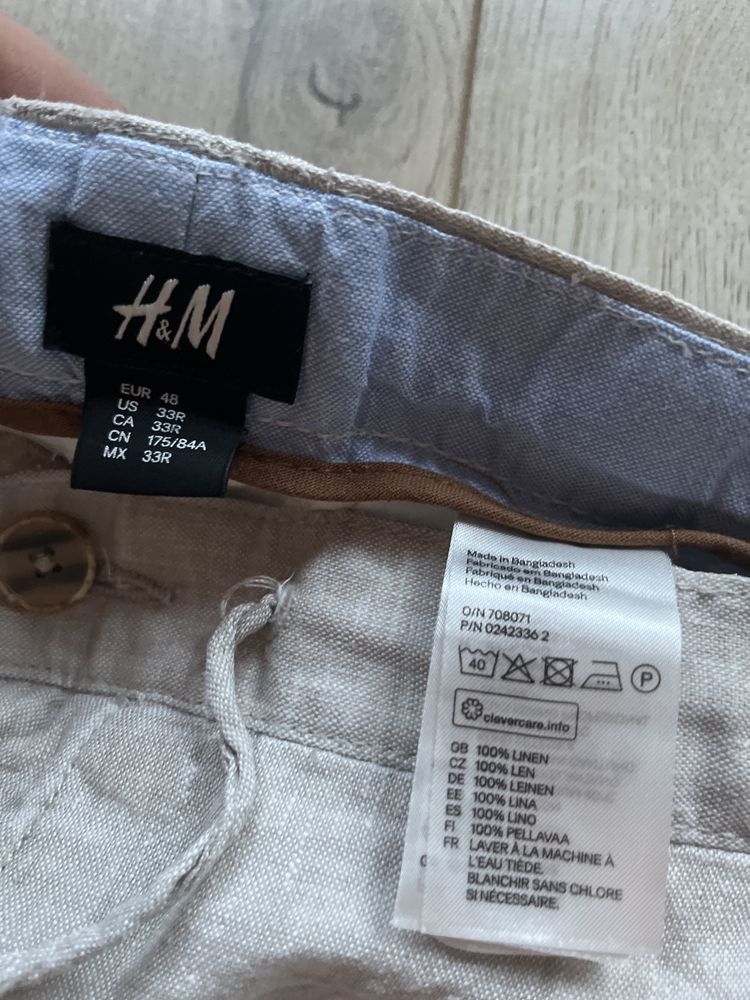 H&M
EUR 48
US 33R
CA 33R
CN 175/84A
MX 33R
Made in Bangladesh
Fabricado em Bangladesh
Fabriqué en Bangladesh
Hecho en Bangladesh
O/N 708071
P/N 0242336 2
40 P
clevercare.info
GB 100% LINEN
CZ 100% LEN
DE 100% LEINEN
EE 100% LINA
ES 100% LINO
FI 100% PELLAVAA
FR LAVER À LA MACHINE À
L'EAU TIÈDE.
BLANCHIR SANS CHLORE
SI NÉCESSAIRE.